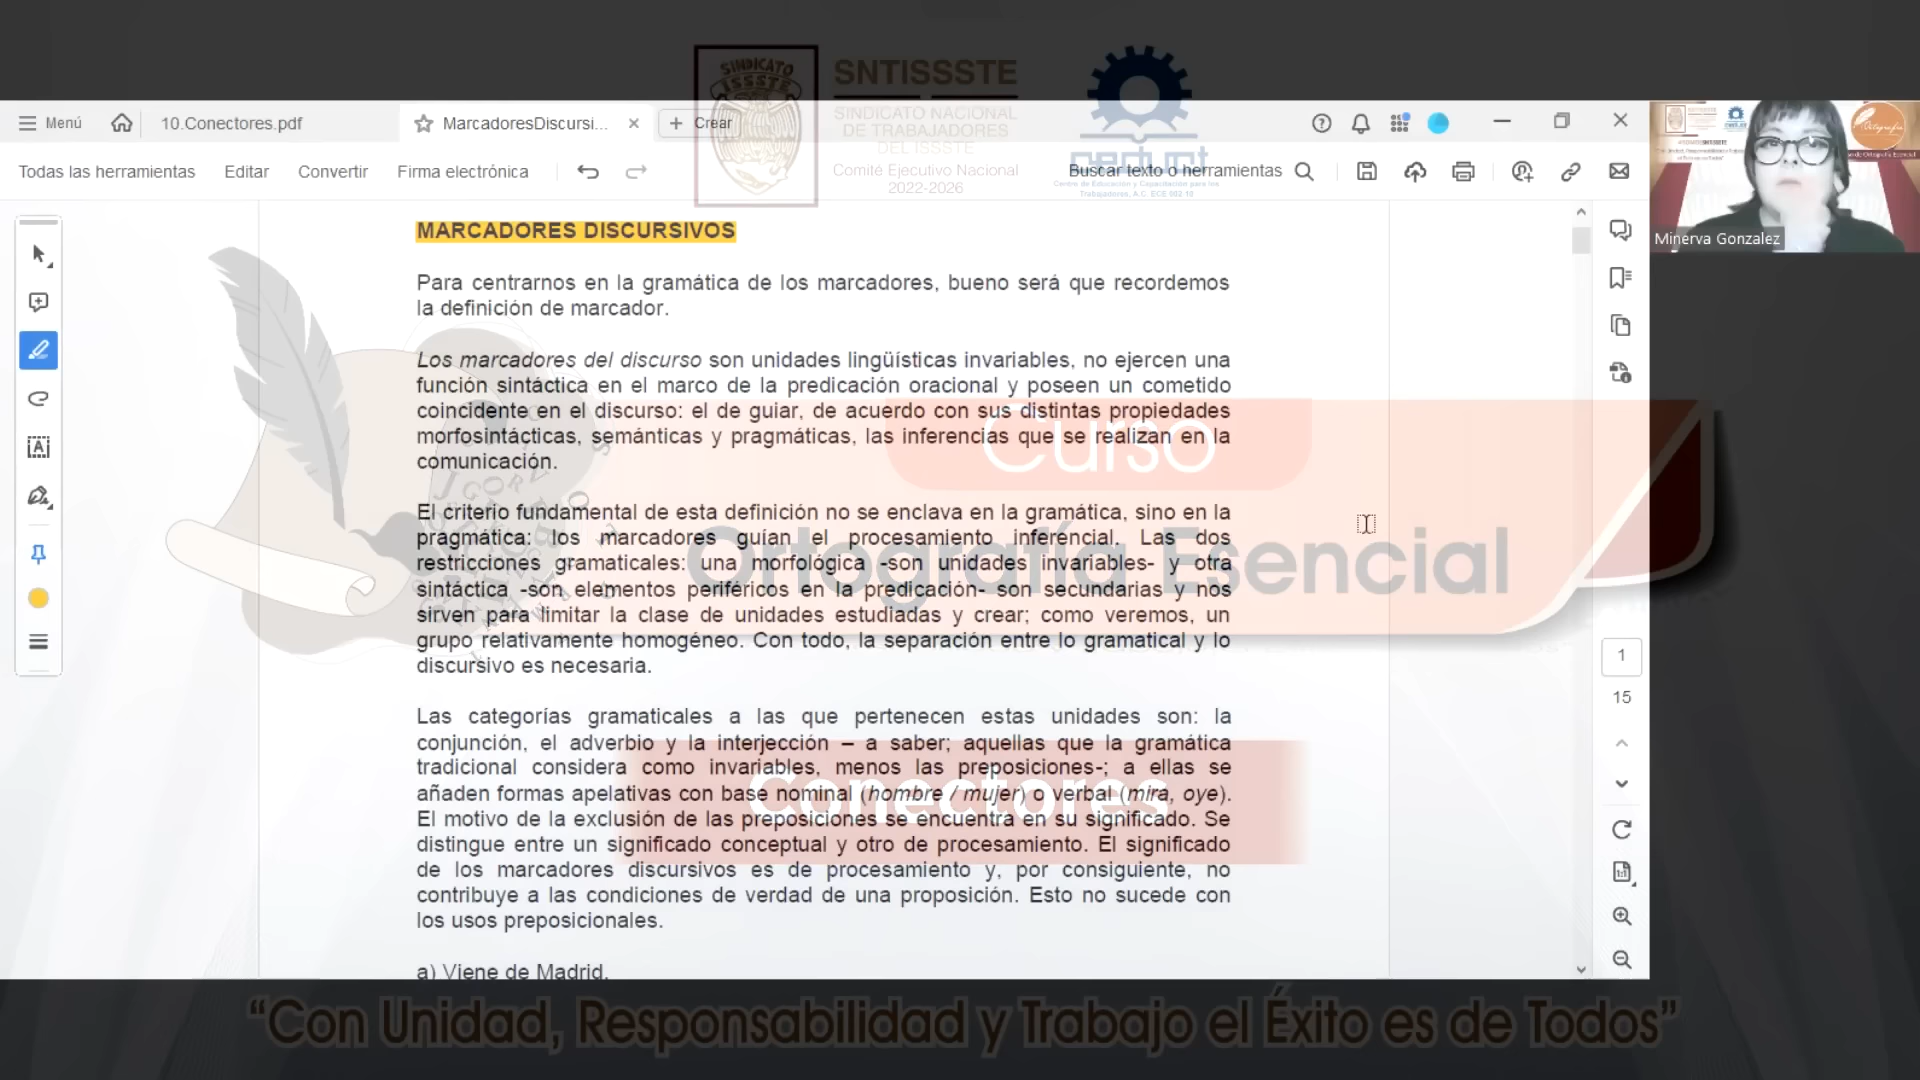 SINDICATO
ISSSTE
SNTISSSTE
SINDICATO NACIONAL
DE TRABAJADORES
DEL ISSSTE
Comité Ejecutivo Nacional
2022-2026
cedut
Centro de Educación y Capacitación para los
Trabajadores, A.C. ECE 002.10
Menú
10.Conectores.pdf
MarcadoresDiscursi...
Crear
Todas las herramientas
Editar
Convertir
Firma electrónica
Buscar texto o herramientas
Minerva Gonzalez
MARCADORES DISCURSIVOS
Para centrarnos en la gramática de los marcadores, bueno será que recordemos
la definición de marcador.
Los marcadores del discurso son unidades lingüísticas invariables, no ejercen una
función sintáctica en el marco de la predicación oracional y poseen un cometido
coincidente en el discurso: el de guiar, de acuerdo con sus distintas propiedades
morfosintácticas, semánticas y pragmáticas, las inferencias que se realizan en la
comunicación.
El criterio fundamental de esta definición no se enclava en la gramática, sino en la
pragmática: los marcadores guían el procesamiento inferencial. Las dos
restricciones gramaticales: una morfológica -son unidades invariables- y otra
sintáctica -son elementos periféricos en la predicación- son secundarias y nos
sirven para limitar la clase de unidades estudiadas y crear; como veremos, un
grupo relativamente homogéneo. Con todo, la separación entre lo gramatical y lo
discursivo es necesaria.
Las categorías gramaticales a las que pertenecen estas unidades son: la
conjunción, el adverbio y la interjección – a saber; aquellas que la gramática
tradicional considera como invariables, menos las preposiciones-; a ellas se
añaden formas apelativas con base nominal (hombre / mujer) o verbal (mira, oye).
El motivo de la exclusión de las preposiciones se encuentra en su significado. Se
distingue entre un significado conceptual y otro de procesamiento. El significado
de los marcadores discursivos es de procesamiento y, por consiguiente, no
contribuye a las condiciones de verdad de una proposición. Esto no sucede con
los usos preposicionales.
a) Viene de Madrid.
Curso
Ortografía Esencial
Conectores
1
15
“Con Unidad, Responsabilidad y Trabajo el Éxito es de Todos”